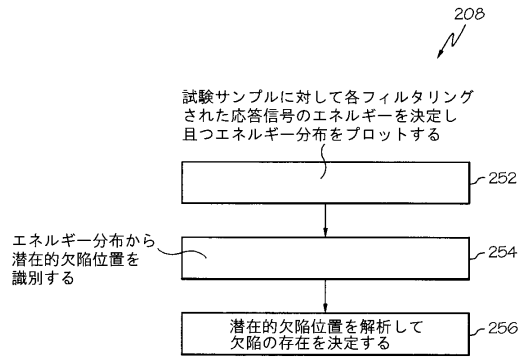 208
試験サンプルに対して各フィルタリング
された応答信号のエネルギーを決定し
且つエネルギー分布をプロットする
252
エネルギー分布から
潜在的欠陥位置を
識別する
254
潜在的欠陥位置を解析して
欠陥の存在を決定する
256